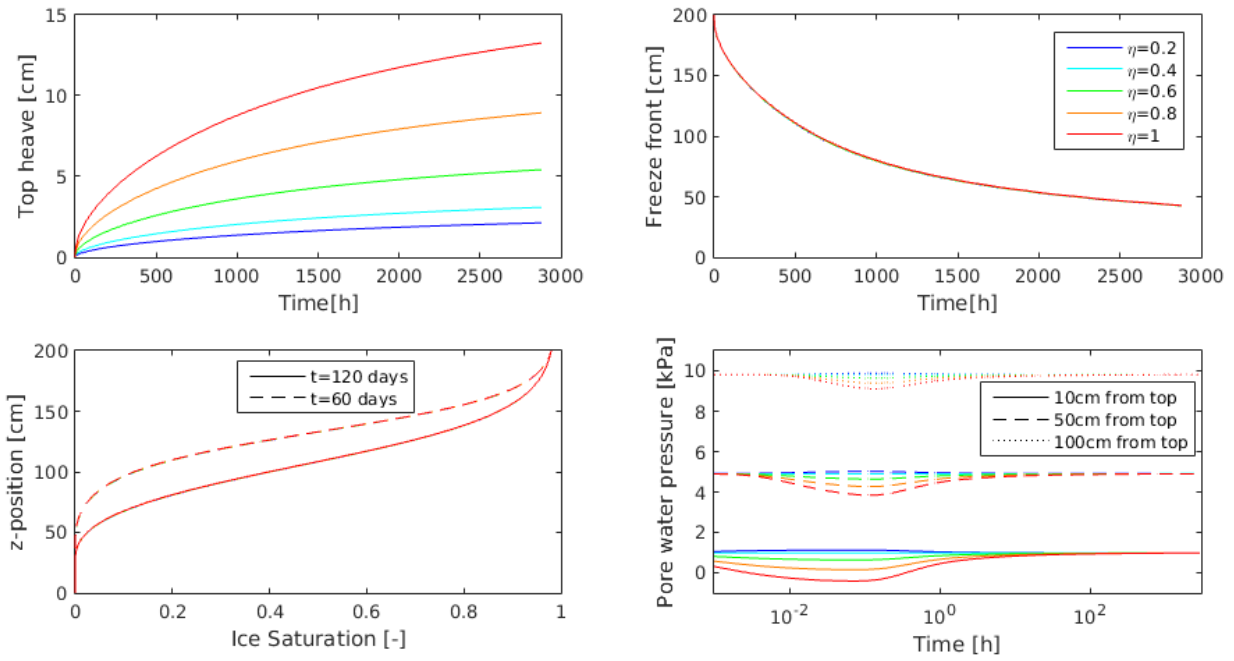 15
10
5
0
Top heave [cm]
0 500 1000 1500 2000 2500 3000
Time[h]
200
150
100
50
0
Freeze front [cm]
η=0.2
η=0.4
η=0.6
η=0.8
η=1
0 500 1000 1500 2000 2500 3000
Time[h]
200
150
100
50
0
z-position [cm]
t=120 days
t=60 days
0 0.2 0.4 0.6 0.8 1
Ice Saturation [-]
10
8
6
4
2
0
Pore water pressure [kPa]
10cm from top
50cm from top
100cm from top
10⁻² 10⁰ 10²
Time [h]